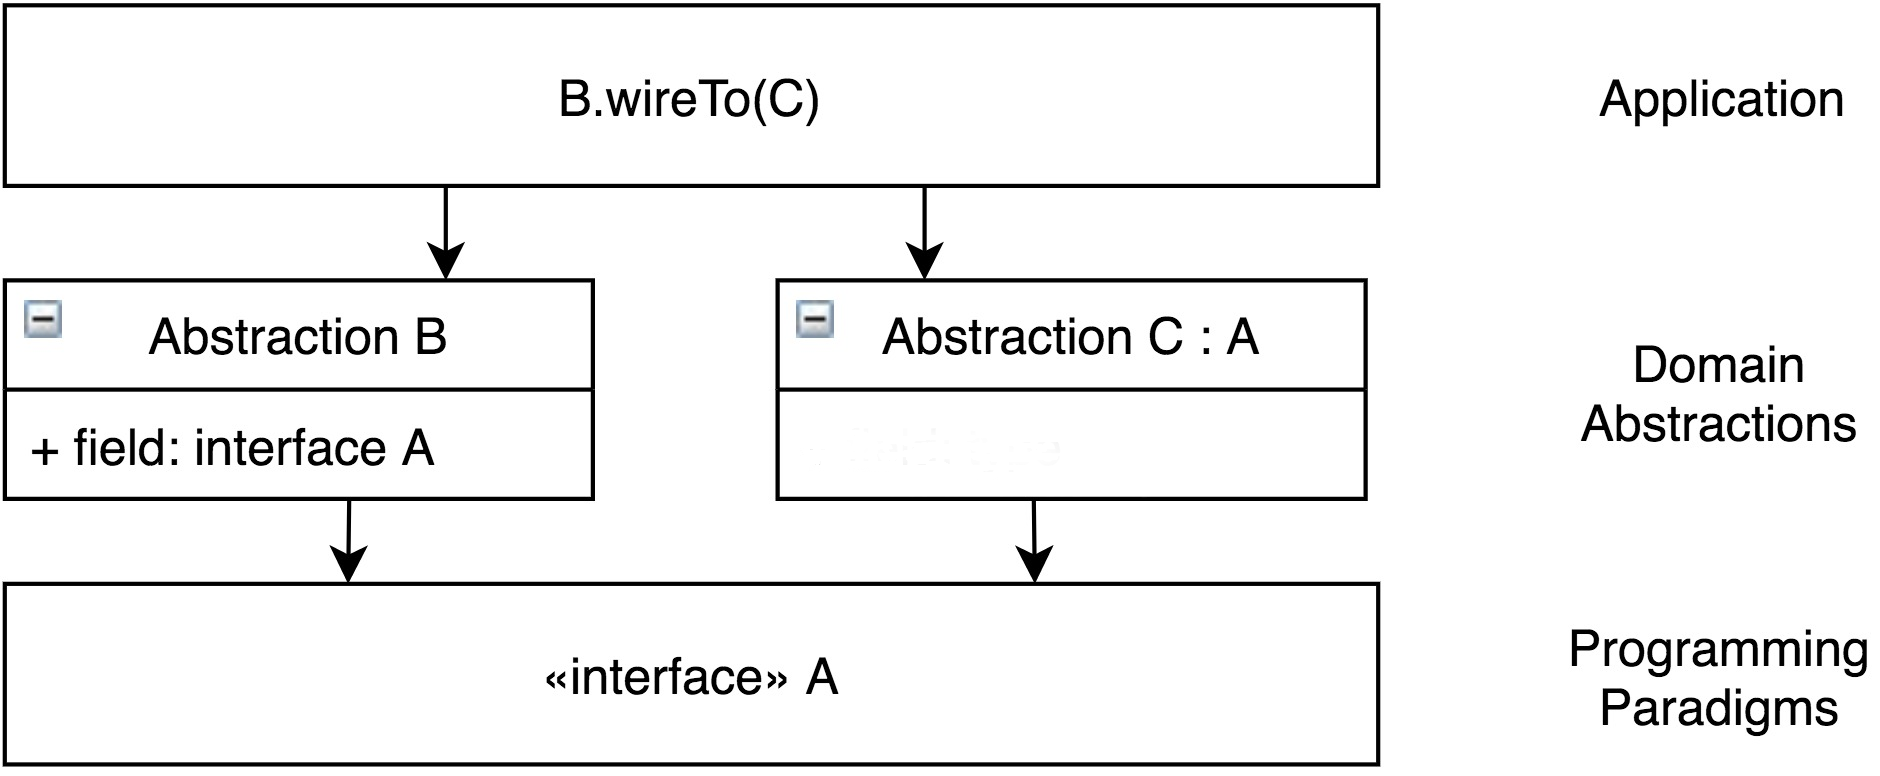 B.wireTo(C)
Application
Abstraction B
+ field: interface A
Abstraction C : A
Domain
Abstractions
«interface» A
Programming
Paradigms